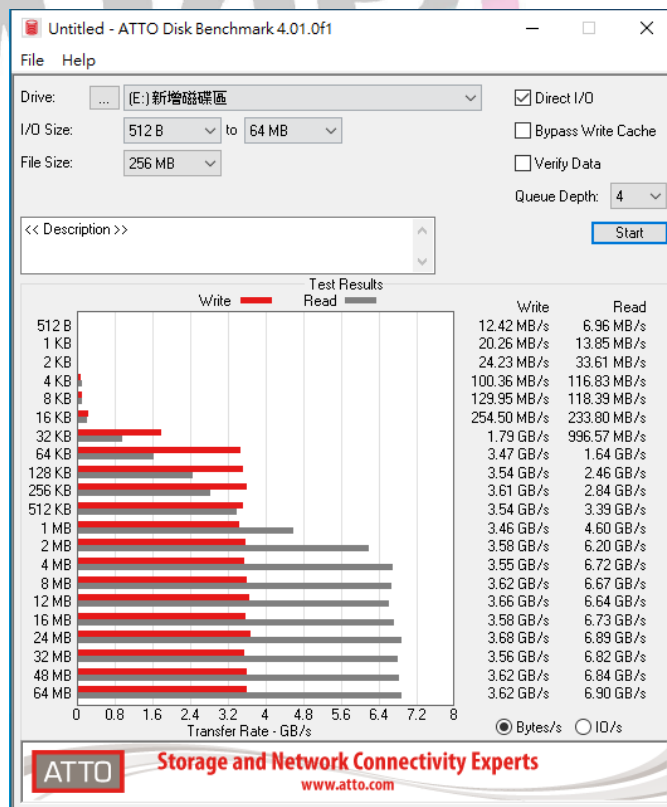 Untitled - ATTO Disk Benchmark 4.01.0f1
File Help
Drive: ... (E:)新增磁碟區 Direct I/O
I/O Size: 512 B to 64 MB Bypass Write Cache
File Size: 256 MB Verify Data
Queue Depth: 4
<< Description >> Start
Test Results
Write Read Write Read
512 B 12.42 MB/s 6.96 MB/s
1 KB 20.26 MB/s 13.85 MB/s
2 KB 24.23 MB/s 33.61 MB/s
4 KB 100.36 MB/s 116.83 MB/s
8 KB 129.95 MB/s 118.39 MB/s
16 KB 254.50 MB/s 233.80 MB/s
32 KB 1.79 GB/s 996.57 MB/s
64 KB 3.47 GB/s 1.64 GB/s
128 KB 3.54 GB/s 2.46 GB/s
256 KB 3.61 GB/s 2.84 GB/s
512 KB 3.54 GB/s 3.39 GB/s
1 MB 3.46 GB/s 4.60 GB/s
2 MB 3.58 GB/s 6.20 GB/s
4 MB 3.55 GB/s 6.72 GB/s
8 MB 3.62 GB/s 6.67 GB/s
12 MB 3.66 GB/s 6.64 GB/s
16 MB 3.58 GB/s 6.73 GB/s
24 MB 3.68 GB/s 6.89 GB/s
32 MB 3.56 GB/s 6.82 GB/s
48 MB 3.62 GB/s 6.84 GB/s
64 MB 3.62 GB/s 6.90 GB/s
0 0.8 1.6 2.4 3.2 4 4.8 5.6 6.4 7.2 8
Transfer Rate - GB/s Bytes/s IO/s
ATTO Storage and Network Connectivity Experts
www.atto.com